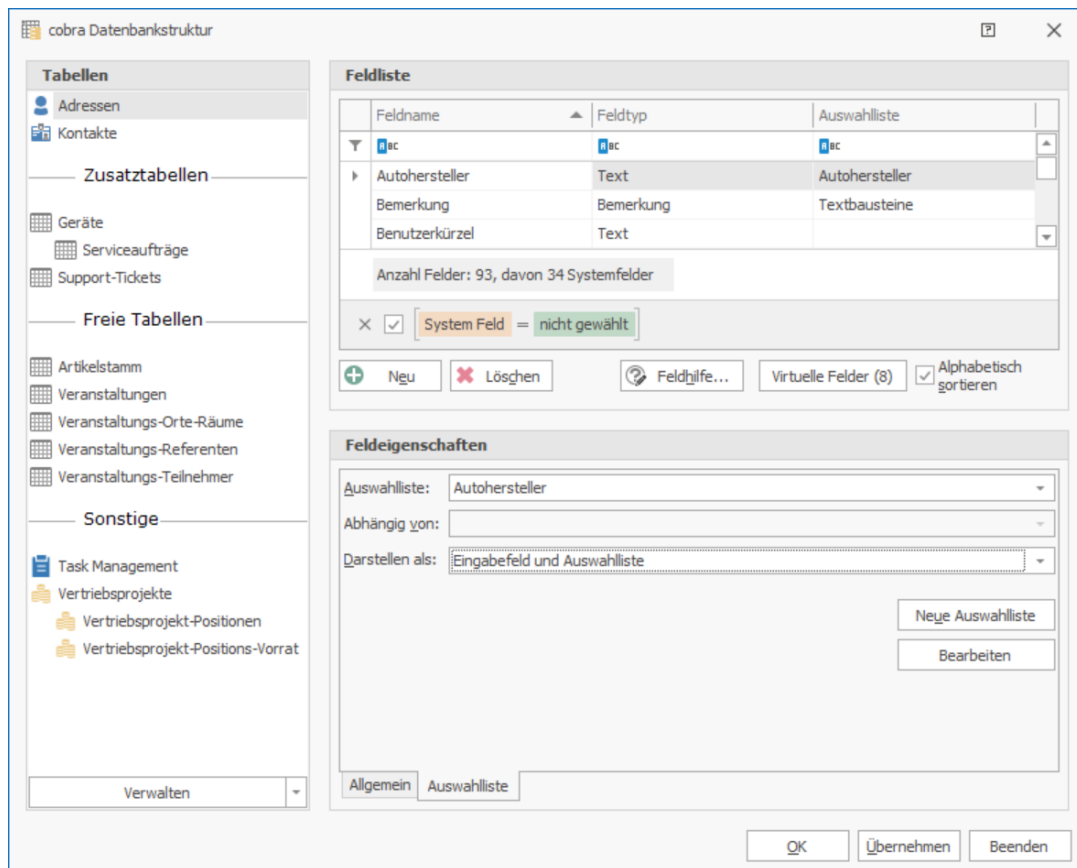 cobra Datenbankstruktur
Tabellen
Adressen
Kontakte
Zusatztabellen
Geräte
Serviceaufträge
Support-Tickets
Freie Tabellen
Artikelstamm
Veranstaltungen
Veranstaltungs-Orte-Räume
Veranstaltungs-Referenten
Veranstaltungs-Teilnehmer
Sonstige
Task Management
Vertriebsprojekte
Vertriebsprojekt-Positionen
Vertriebsprojekt-Positions-Vorrat
Verwalten
Feldliste
Feldname Feldtyp Auswahlliste
ABC ABC ABC
Autohersteller Text Autohersteller
Bemerkung Bemerkung Textbausteine
Benutzerkürzel Text
Anzahl Felder: 93, davon 34 Systemfelder
System Feld = nicht gewählt
Neu Löschen Feldhilfe... Virtuelle Felder (8) Alphabetisch
sortieren
Feldeigenschaften
Auswahlliste: Autohersteller
Abhängig von:
Darstellen als: Eingabefeld und Auswahlliste
Neue Auswahlliste
Bearbeiten
Allgemein Auswahlliste
OK Übernehmen Beenden